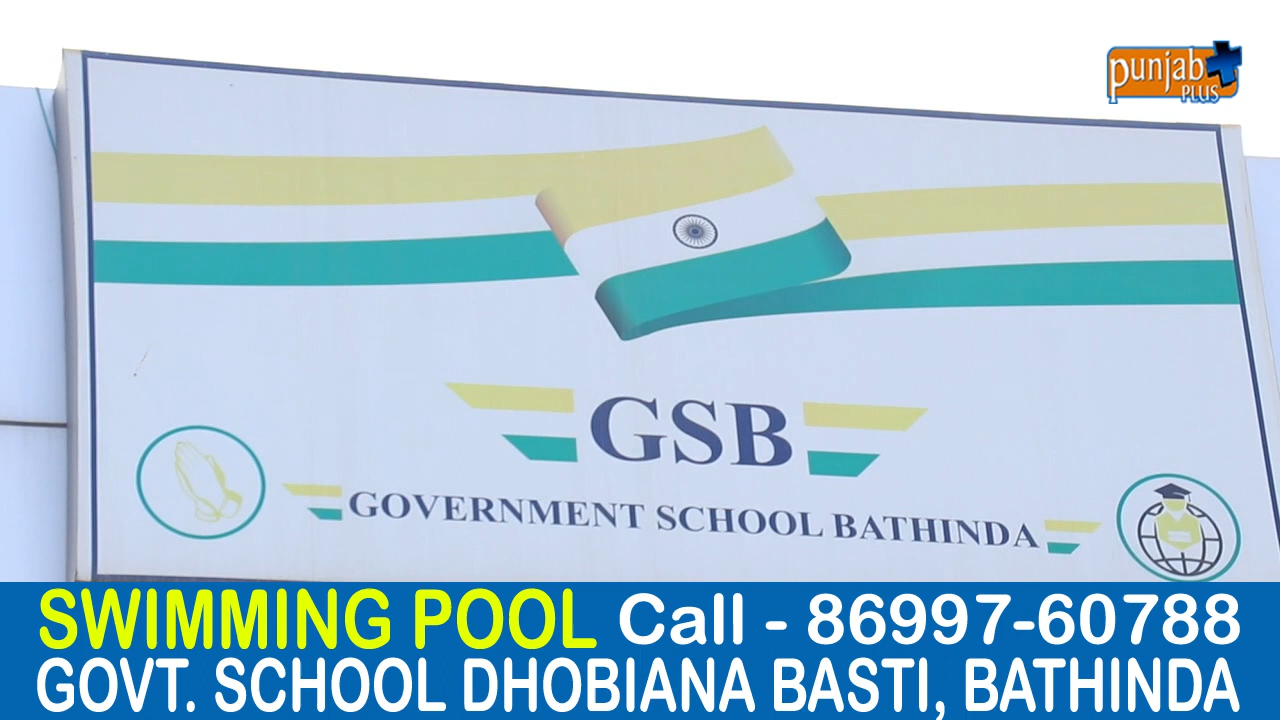 punjab
PLUS
GSB
GOVERNMENT SCHOOL BATHINDA
SWIMMING POOL Call - 86997-60788
GOVT. SCHOOL DHOBIANA BASTI, BATHINDA